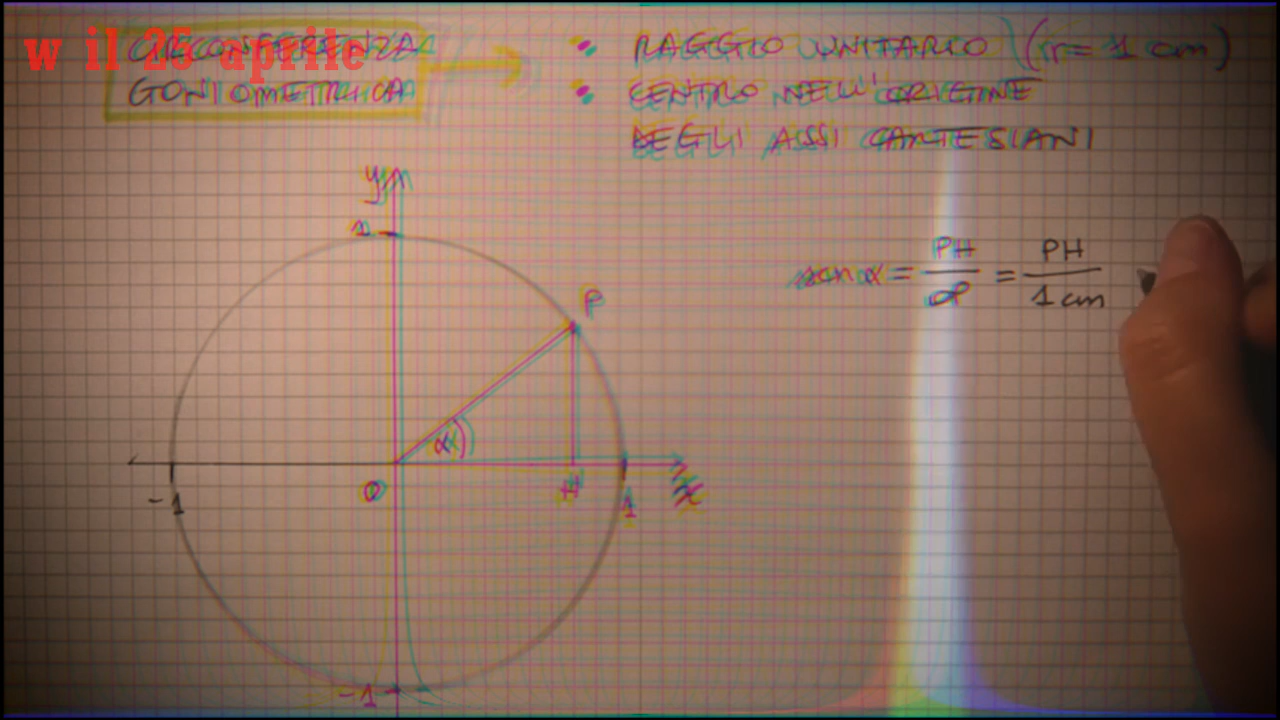 w il 25 aprile
CIRCONFERENZA
GONIOMETRICA
• RAGGIO UNITARIO (r = 1 cm)
• CENTRO NELL'ORIGINE
DEGLI ASSI CARTESIANI
y
1
P
sen α = PH/OP = PH/1 cm
α
-1 O H 1 x
-1